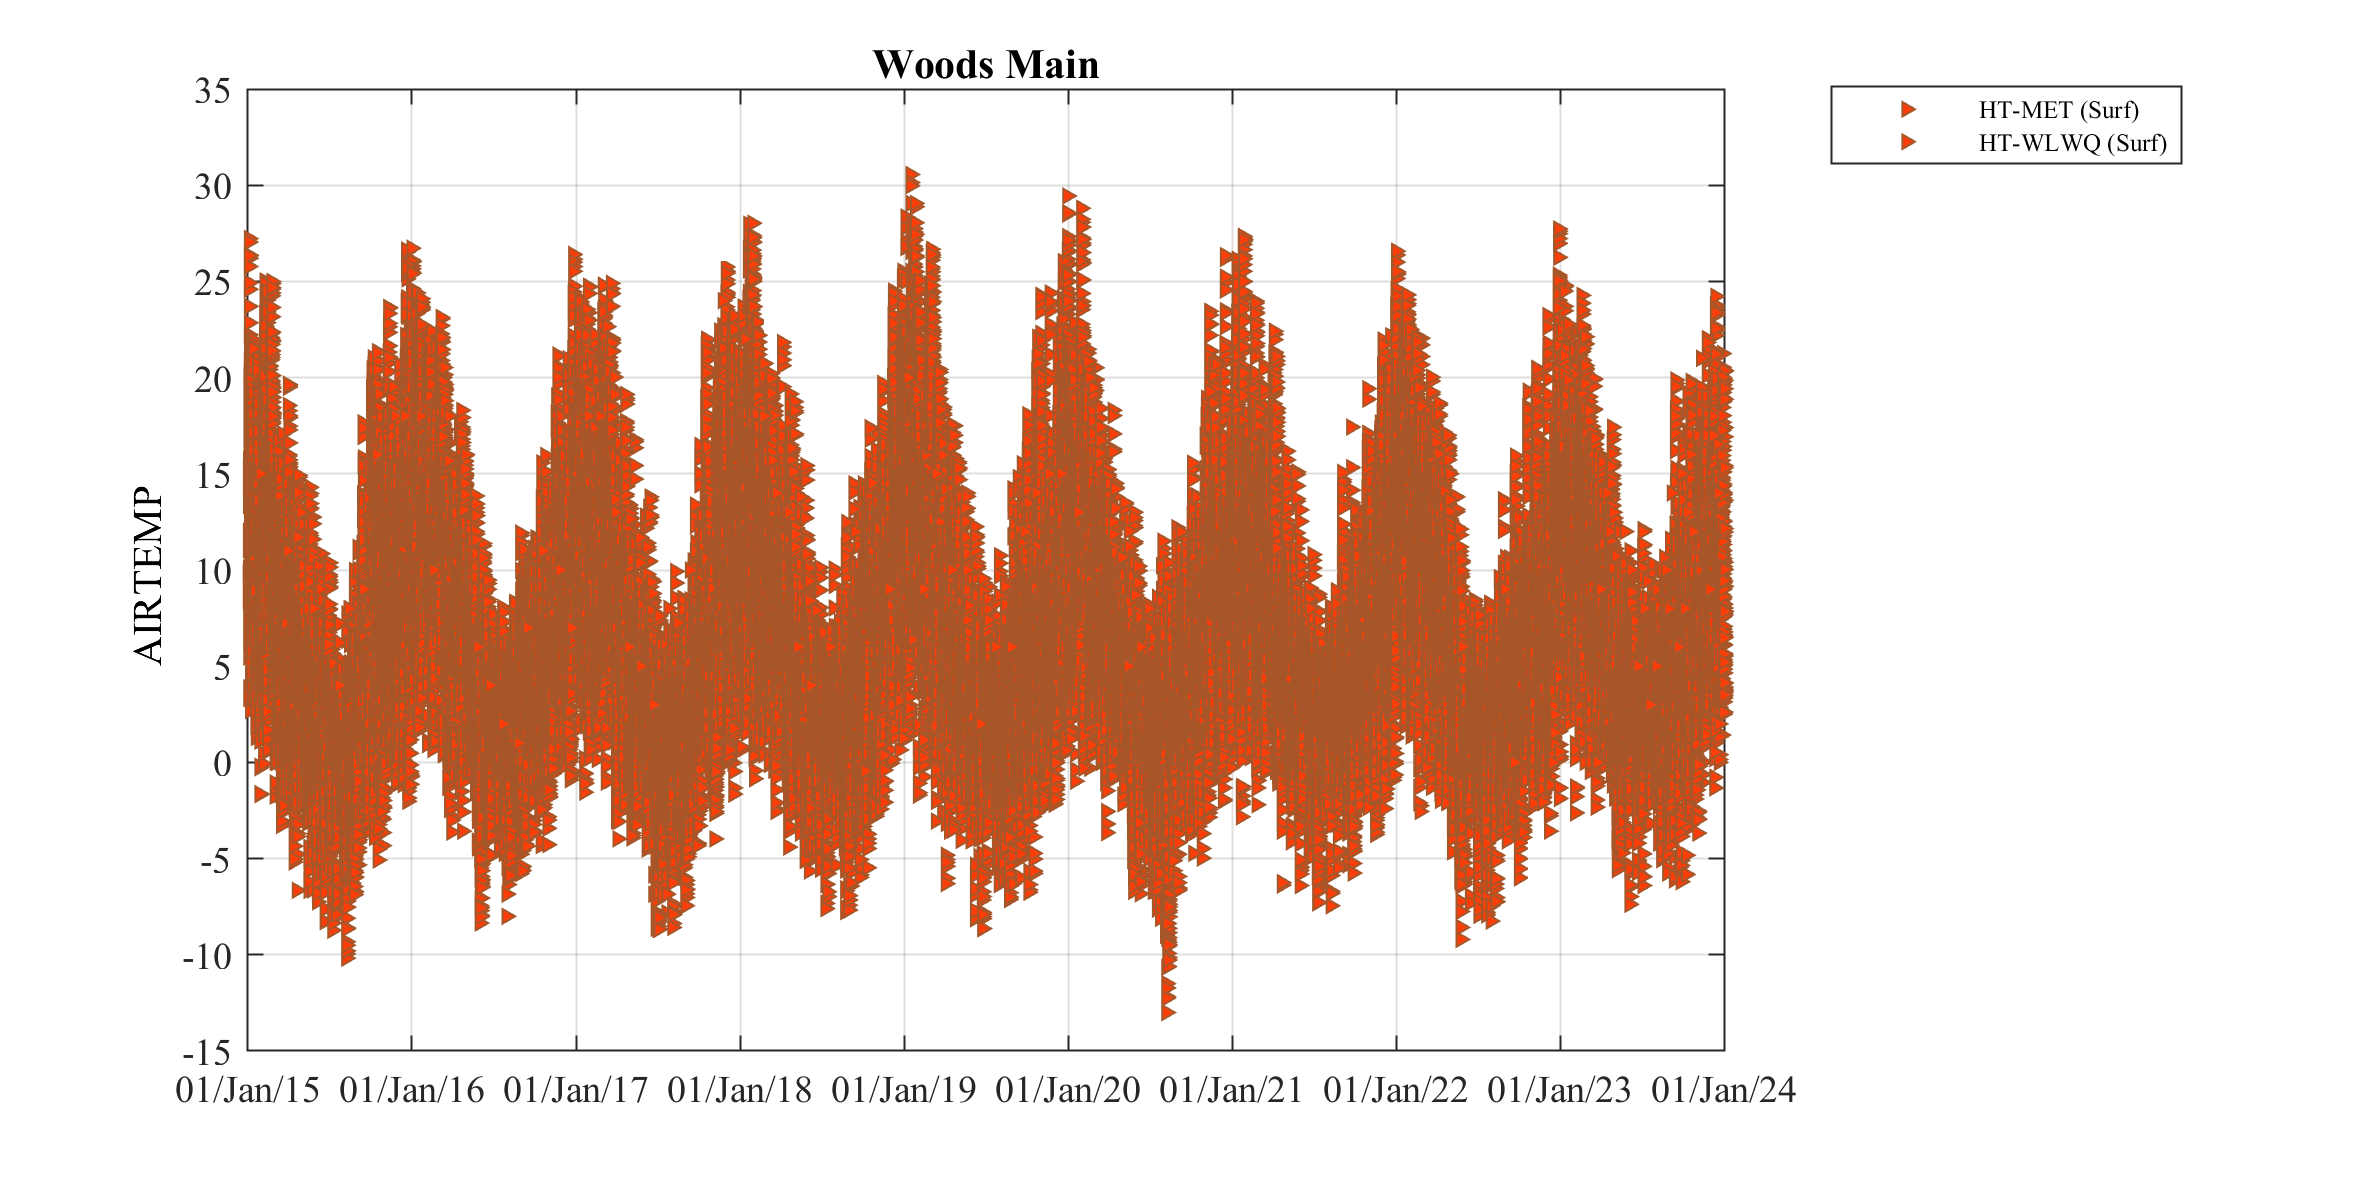 Woods Main
HT-MET (Surf)
HT-WLWQ (Surf)
AIRTEMP
35
30
25
20
15
10
5
0
-5
-10
-15
01/Jan/15 01/Jan/16 01/Jan/17 01/Jan/18 01/Jan/19 01/Jan/20 01/Jan/21 01/Jan/22 01/Jan/23 01/Jan/24